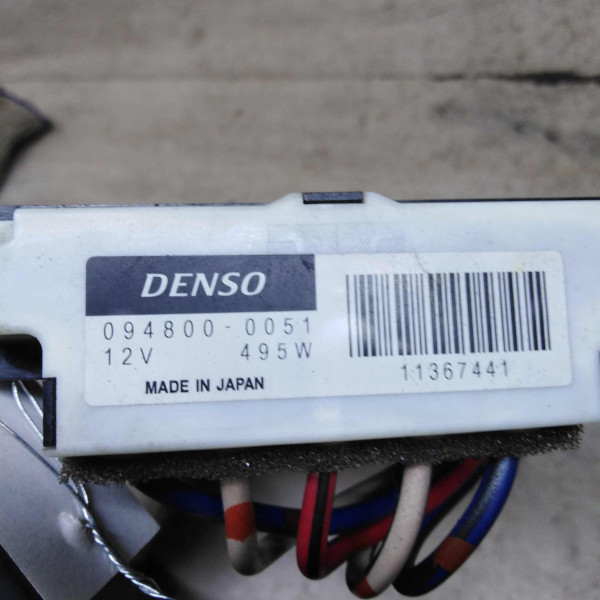 DENSO
094800-0051
12V 495W
MADE IN JAPAN
11367441